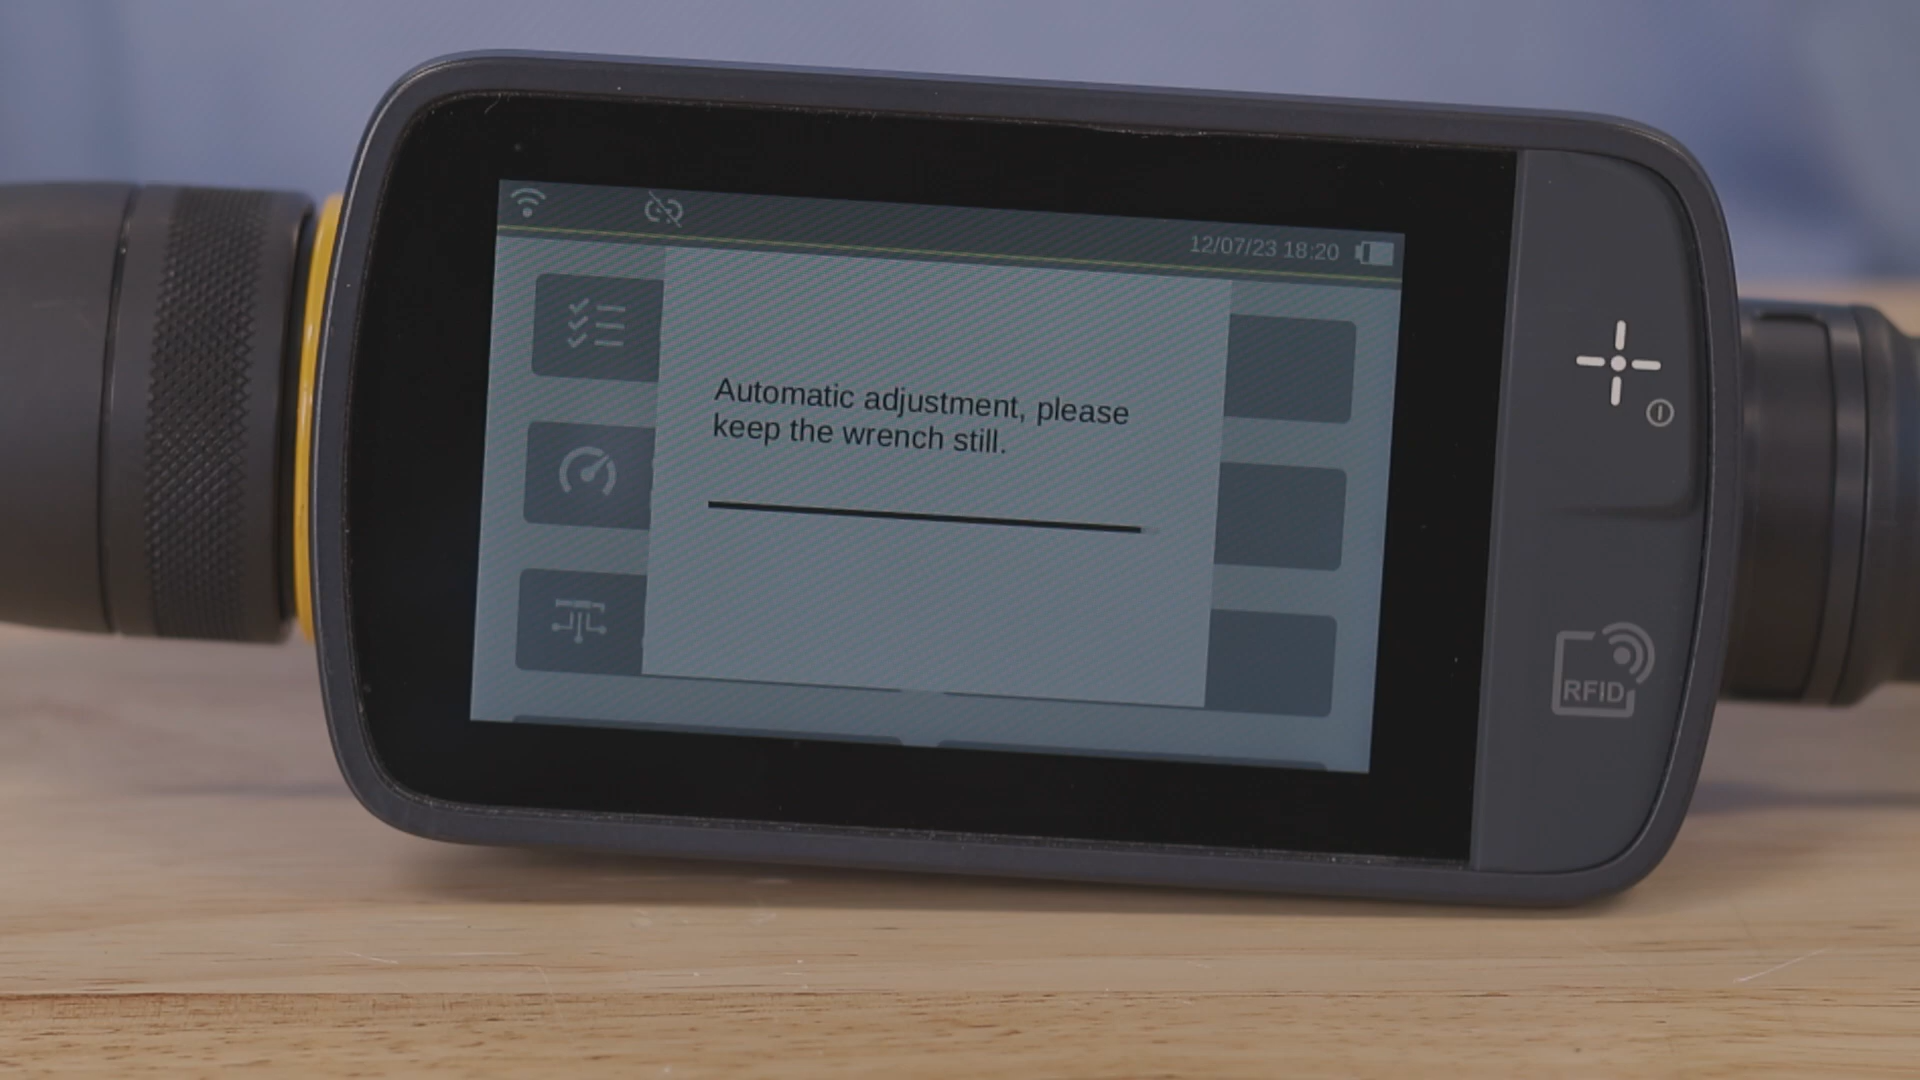 12/07/23 18:20
Automatic adjustment, please
keep the wrench still.
RFID